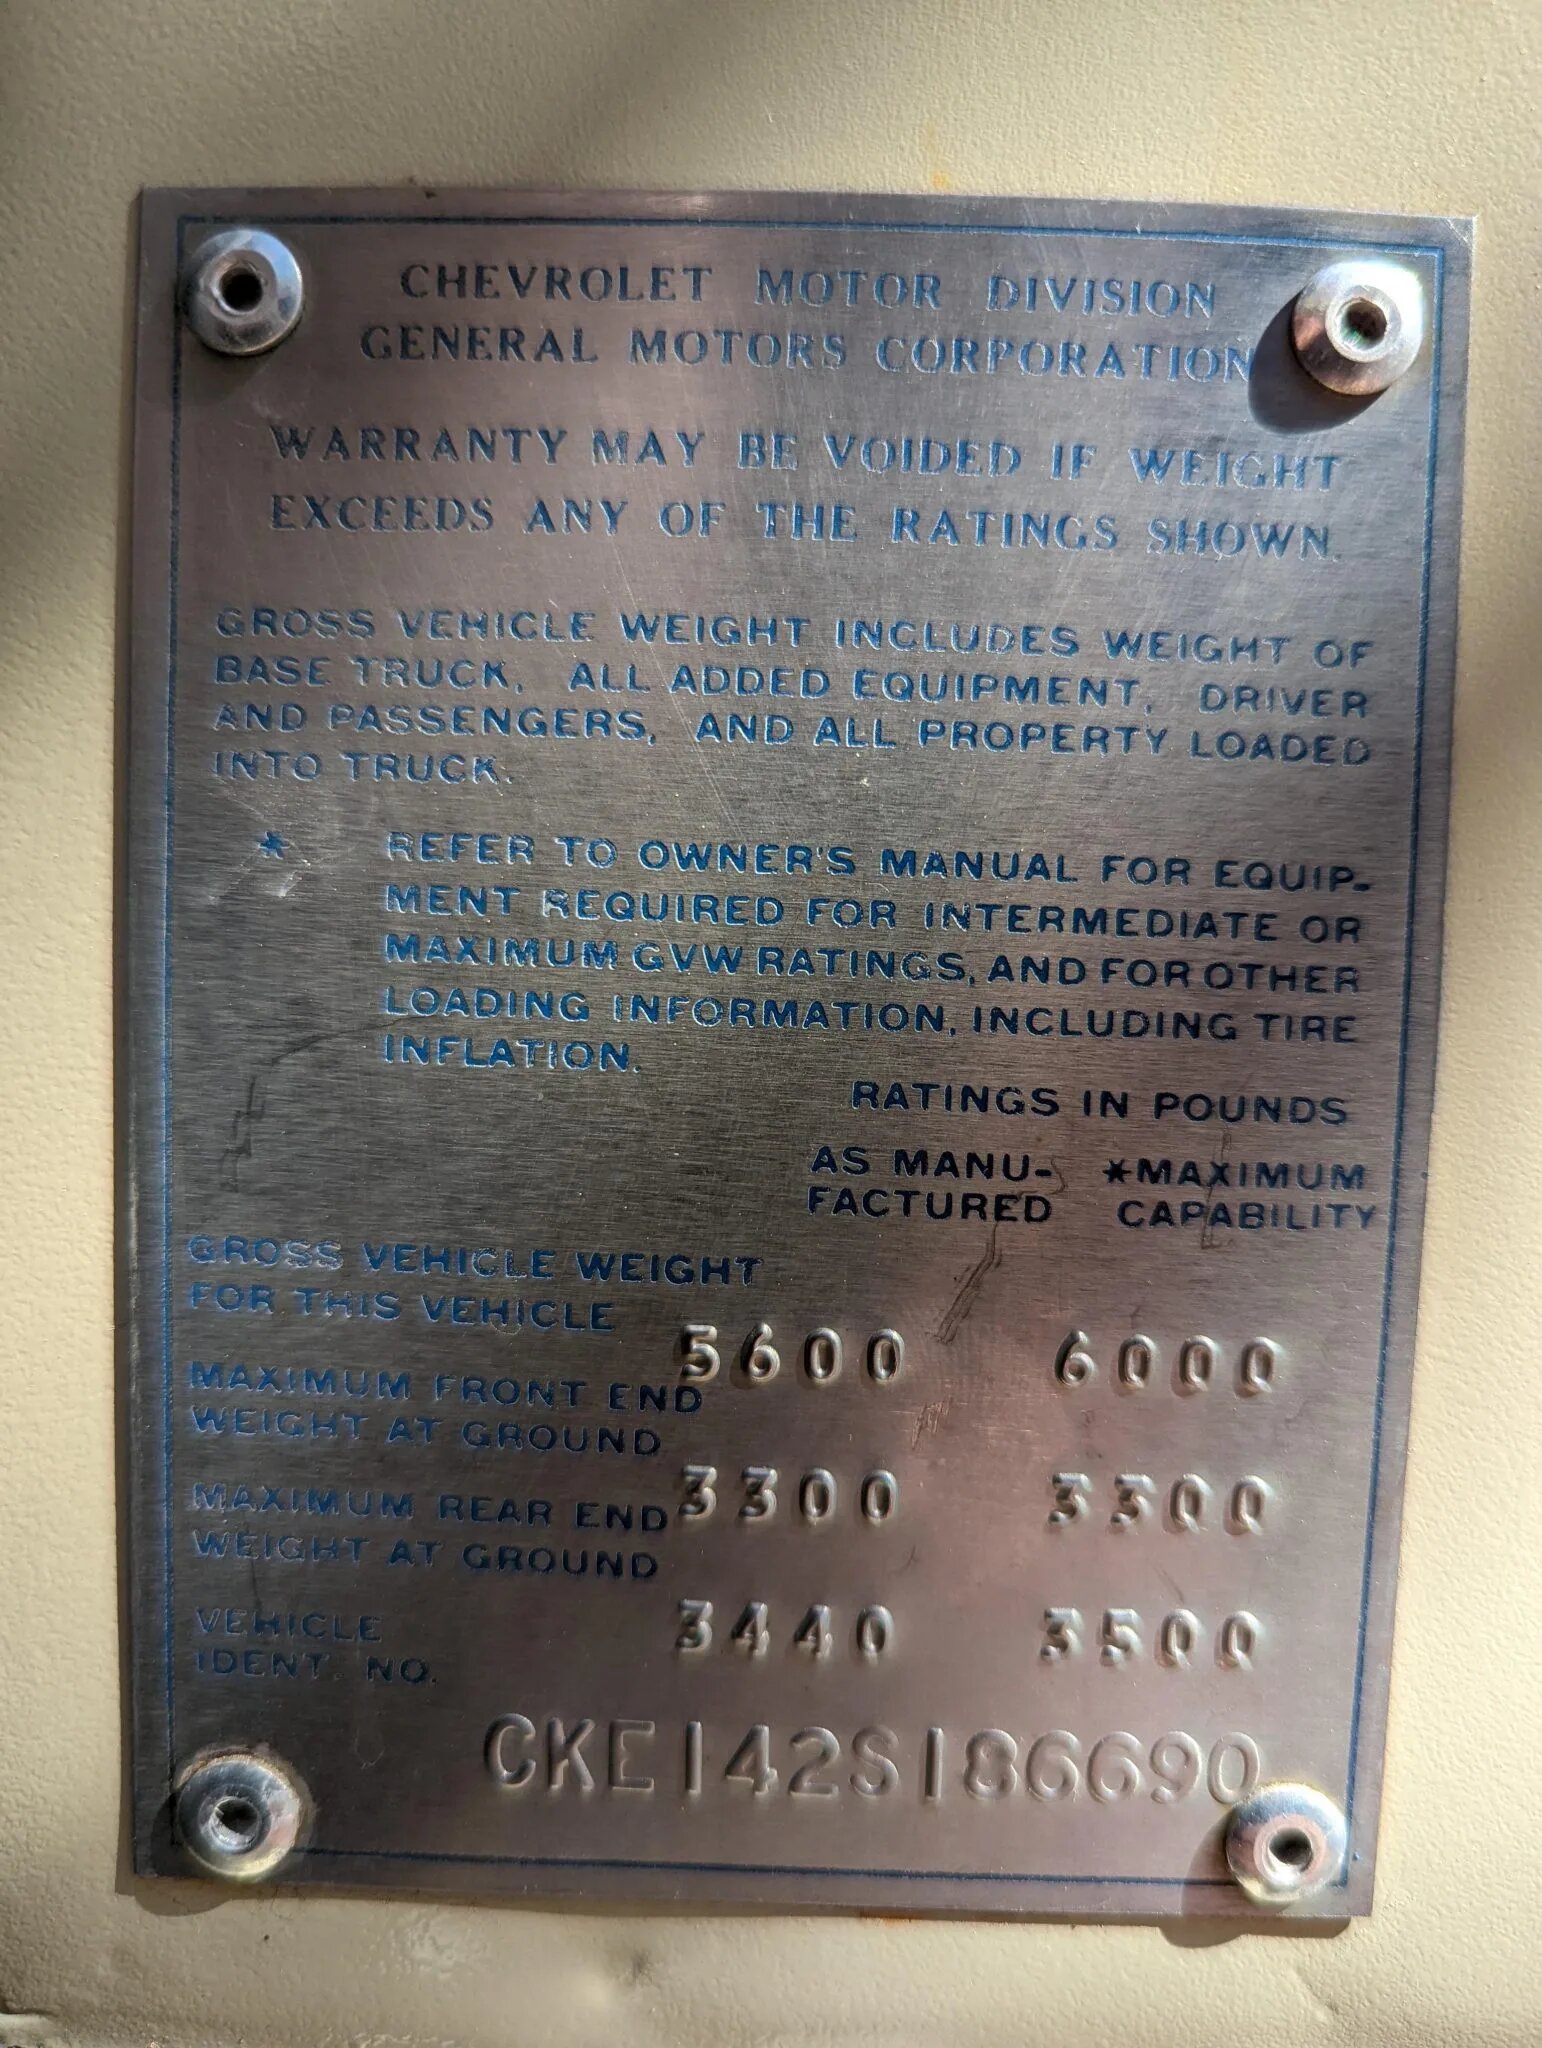 CHEVROLET MOTOR DIVISION
GENERAL MOTORS CORPORATION
WARRANTY MAY BE VOIDED IF WEIGHT
EXCEEDS ANY OF THE RATINGS SHOWN.
GROSS VEHICLE WEIGHT INCLUDES WEIGHT OF
BASE TRUCK, ALL ADDED EQUIPMENT, DRIVER
AND PASSENGERS, AND ALL PROPERTY LOADED
INTO TRUCK.
* REFER TO OWNER'S MANUAL FOR EQUIP-
MENT REQUIRED FOR INTERMEDIATE OR
MAXIMUM GVW RATINGS, AND FOR OTHER
LOADING INFORMATION, INCLUDING TIRE
INFLATION.
RATINGS IN POUNDS
AS MANU- *MAXIMUM
FACTURED CAPABILITY
GROSS VEHICLE WEIGHT
FOR THIS VEHICLE
5600 6000
MAXIMUM FRONT END
WEIGHT AT GROUND
3300 3300
MAXIMUM REAR END
WEIGHT AT GROUND
3440 3500
VEHICLE
IDENT. NO.
CKE142S186690